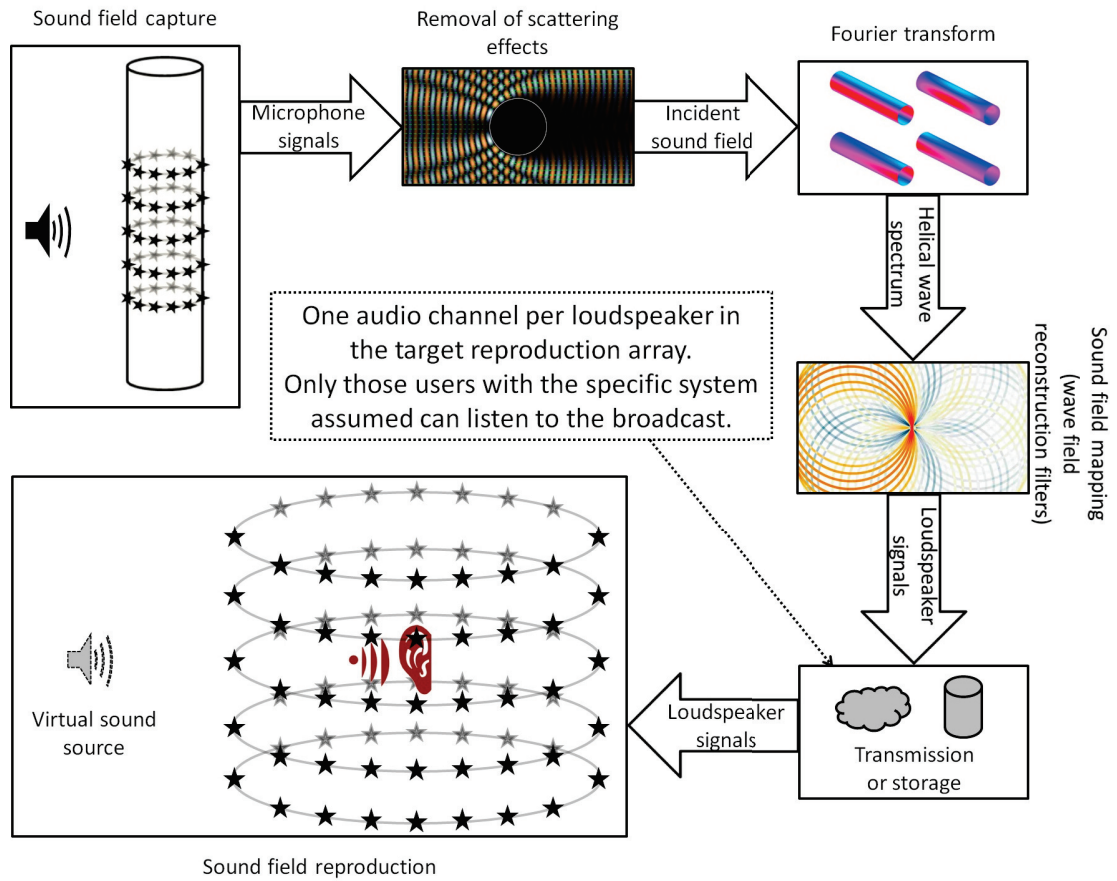 Sound field capture
Removal of scattering
effects
Fourier transform
Microphone
signals
Incident
sound field
Helical wave
spectrum
One audio channel per loudspeaker in
the target reproduction array.
Only those users with the specific system
assumed can listen to the broadcast.
Sound field mapping
(wave field
reconstruction filters)
Loudspeaker
signals
Transmission
or storage
Loudspeaker
signals
Virtual sound
source
Sound field reproduction